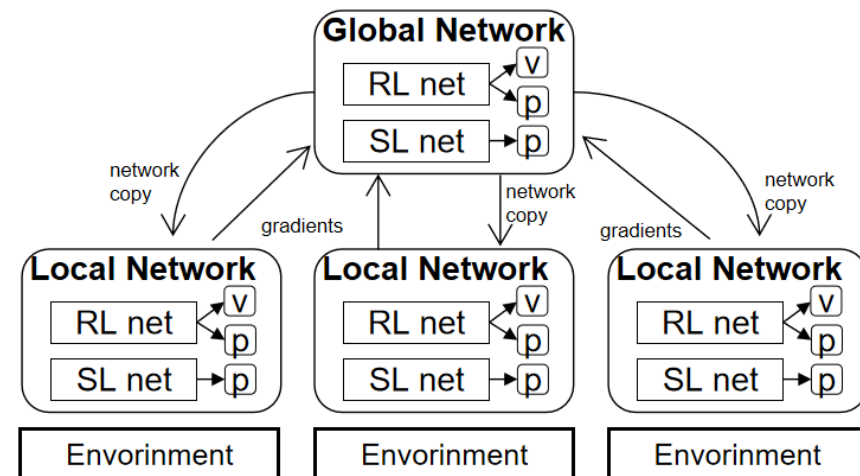 Global Network
RL net
v
p
SL net
p
network
copy
gradients
network
copy
gradients
network
copy
Local Network
RL net
v
p
SL net
p
Local Network
RL net
v
p
SL net
p
Local Network
RL net
v
p
SL net
p
Envorinment
Envorinment
Envorinment